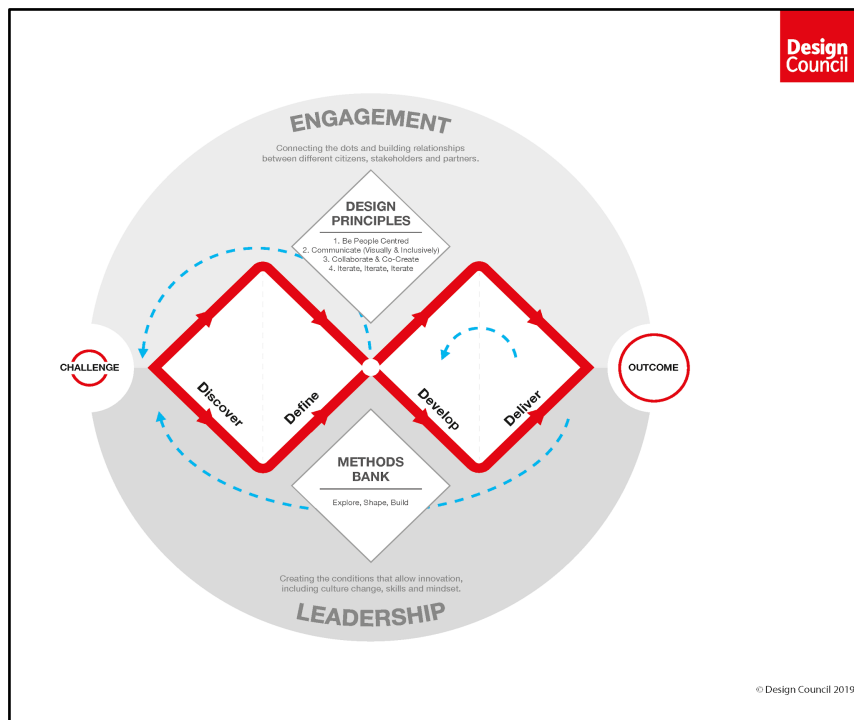 Design
Council
ENGAGEMENT
Connecting the dots and building relationships
between different citizens, stakeholders and partners.
DESIGN
PRINCIPLES
1. Be People Centred
2. Communicate (Visually & Inclusively)
3. Collaborate & Co-Create
4. Iterate, Iterate, Iterate
CHALLENGE
OUTCOME
Discover
Define
Develop
Deliver
METHODS
BANK
Explore, Shape, Build
Creating the conditions that allow innovation,
including culture change, skills and mindset.
LEADERSHIP
© Design Council 2019